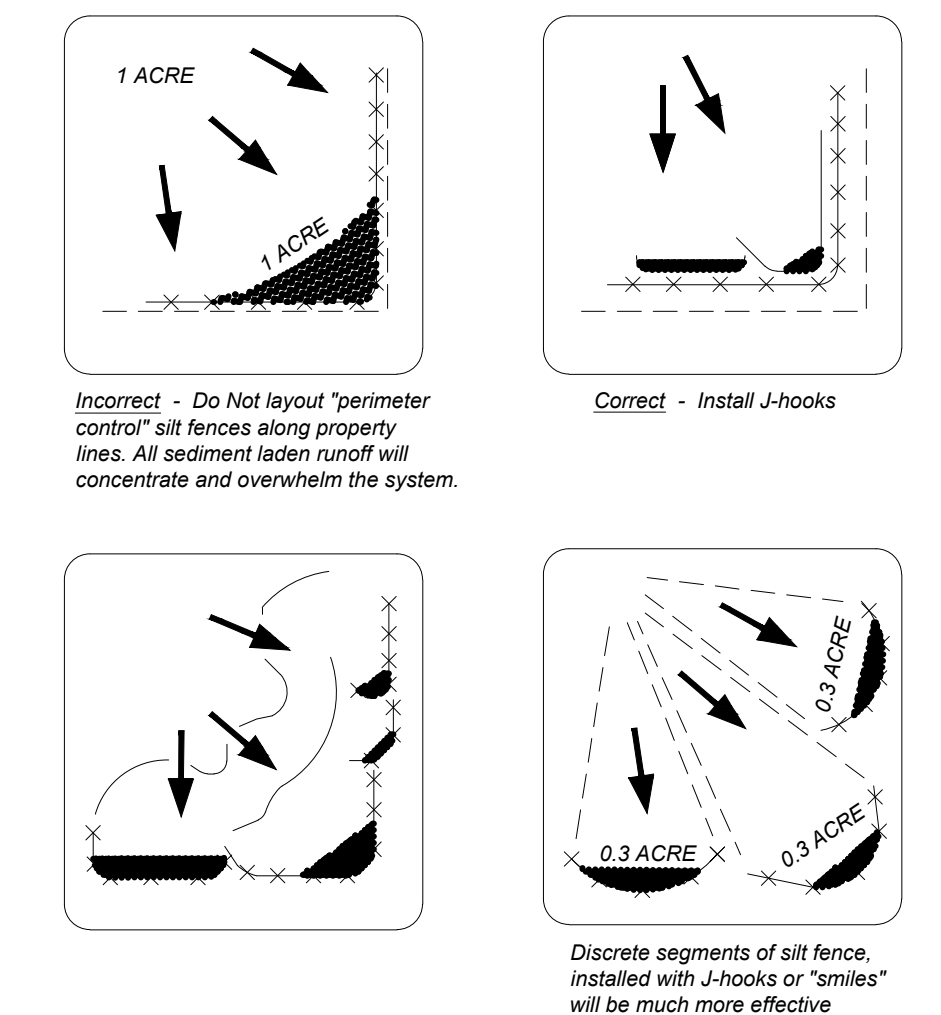 1 ACRE
1 ACRE
Incorrect - Do Not layout "perimeter
control" silt fences along property
lines. All sediment laden runoff will
concentrate and overwhelm the system.
Correct - Install J-hooks
0.3 ACRE
0.3 ACRE
0.3 ACRE
Discrete segments of silt fence,
installed with J-hooks or "smiles"
will be much more effective